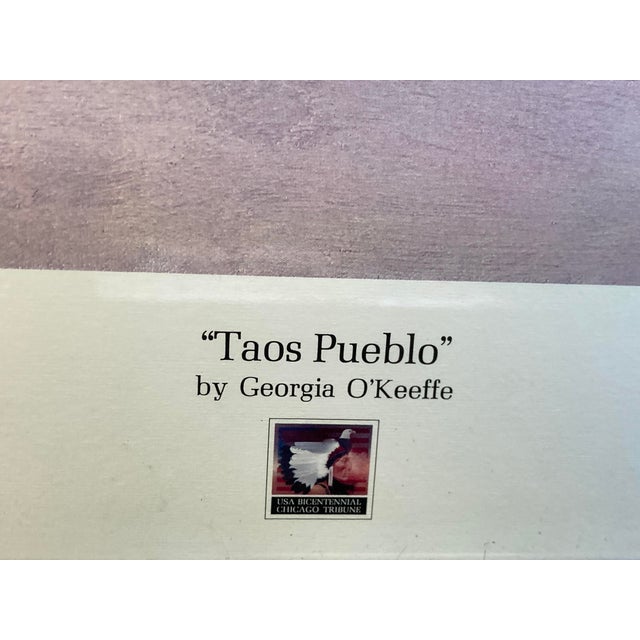 “Taos Pueblo”
by Georgia O’Keeffe
USA BICENTENNIAL
CHICAGO TRIBUNE